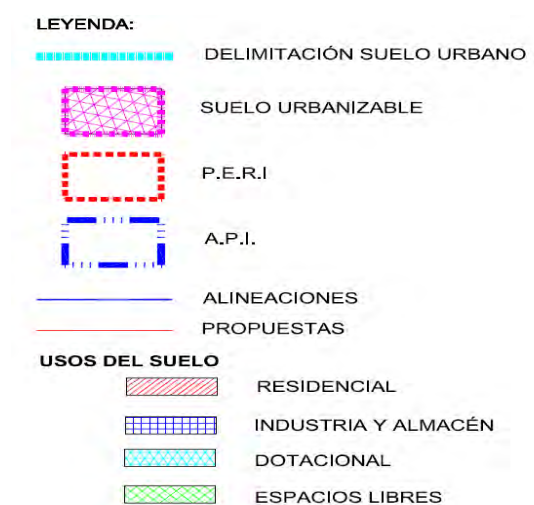 LEYENDA:
DELIMITACIÓN SUELO URBANO
SUELO URBANIZABLE
P.E.R.I
A.P.I.
ALINEACIONES
PROPUESTAS
USOS DEL SUELO
RESIDENCIAL
INDUSTRIA Y ALMACÉN
DOTACIONAL
ESPACIOS LIBRES